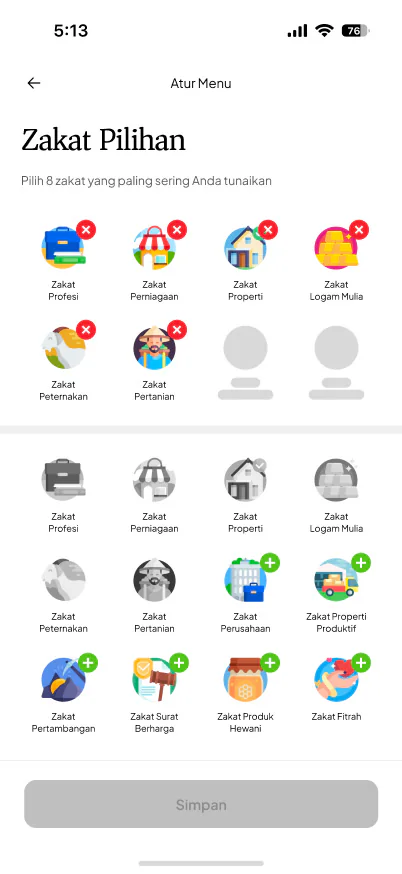 5:13
76
Atur Menu
Zakat Pilihan
Pilih 8 zakat yang paling sering Anda tunaikan
Zakat
Profesi
Zakat
Perniagaan
Zakat
Properti
Zakat
Logam Mulia
Zakat
Peternakan
Zakat
Pertanian
Zakat
Profesi
Zakat
Perniagaan
Zakat
Properti
Zakat
Logam Mulia
Zakat
Peternakan
Zakat
Pertanian
Zakat
Perusahaan
Zakat Properti
Produktif
Zakat
Pertambangan
Zakat Surat
Berharga
Zakat Produk
Hewani
Zakat Fitrah
Simpan